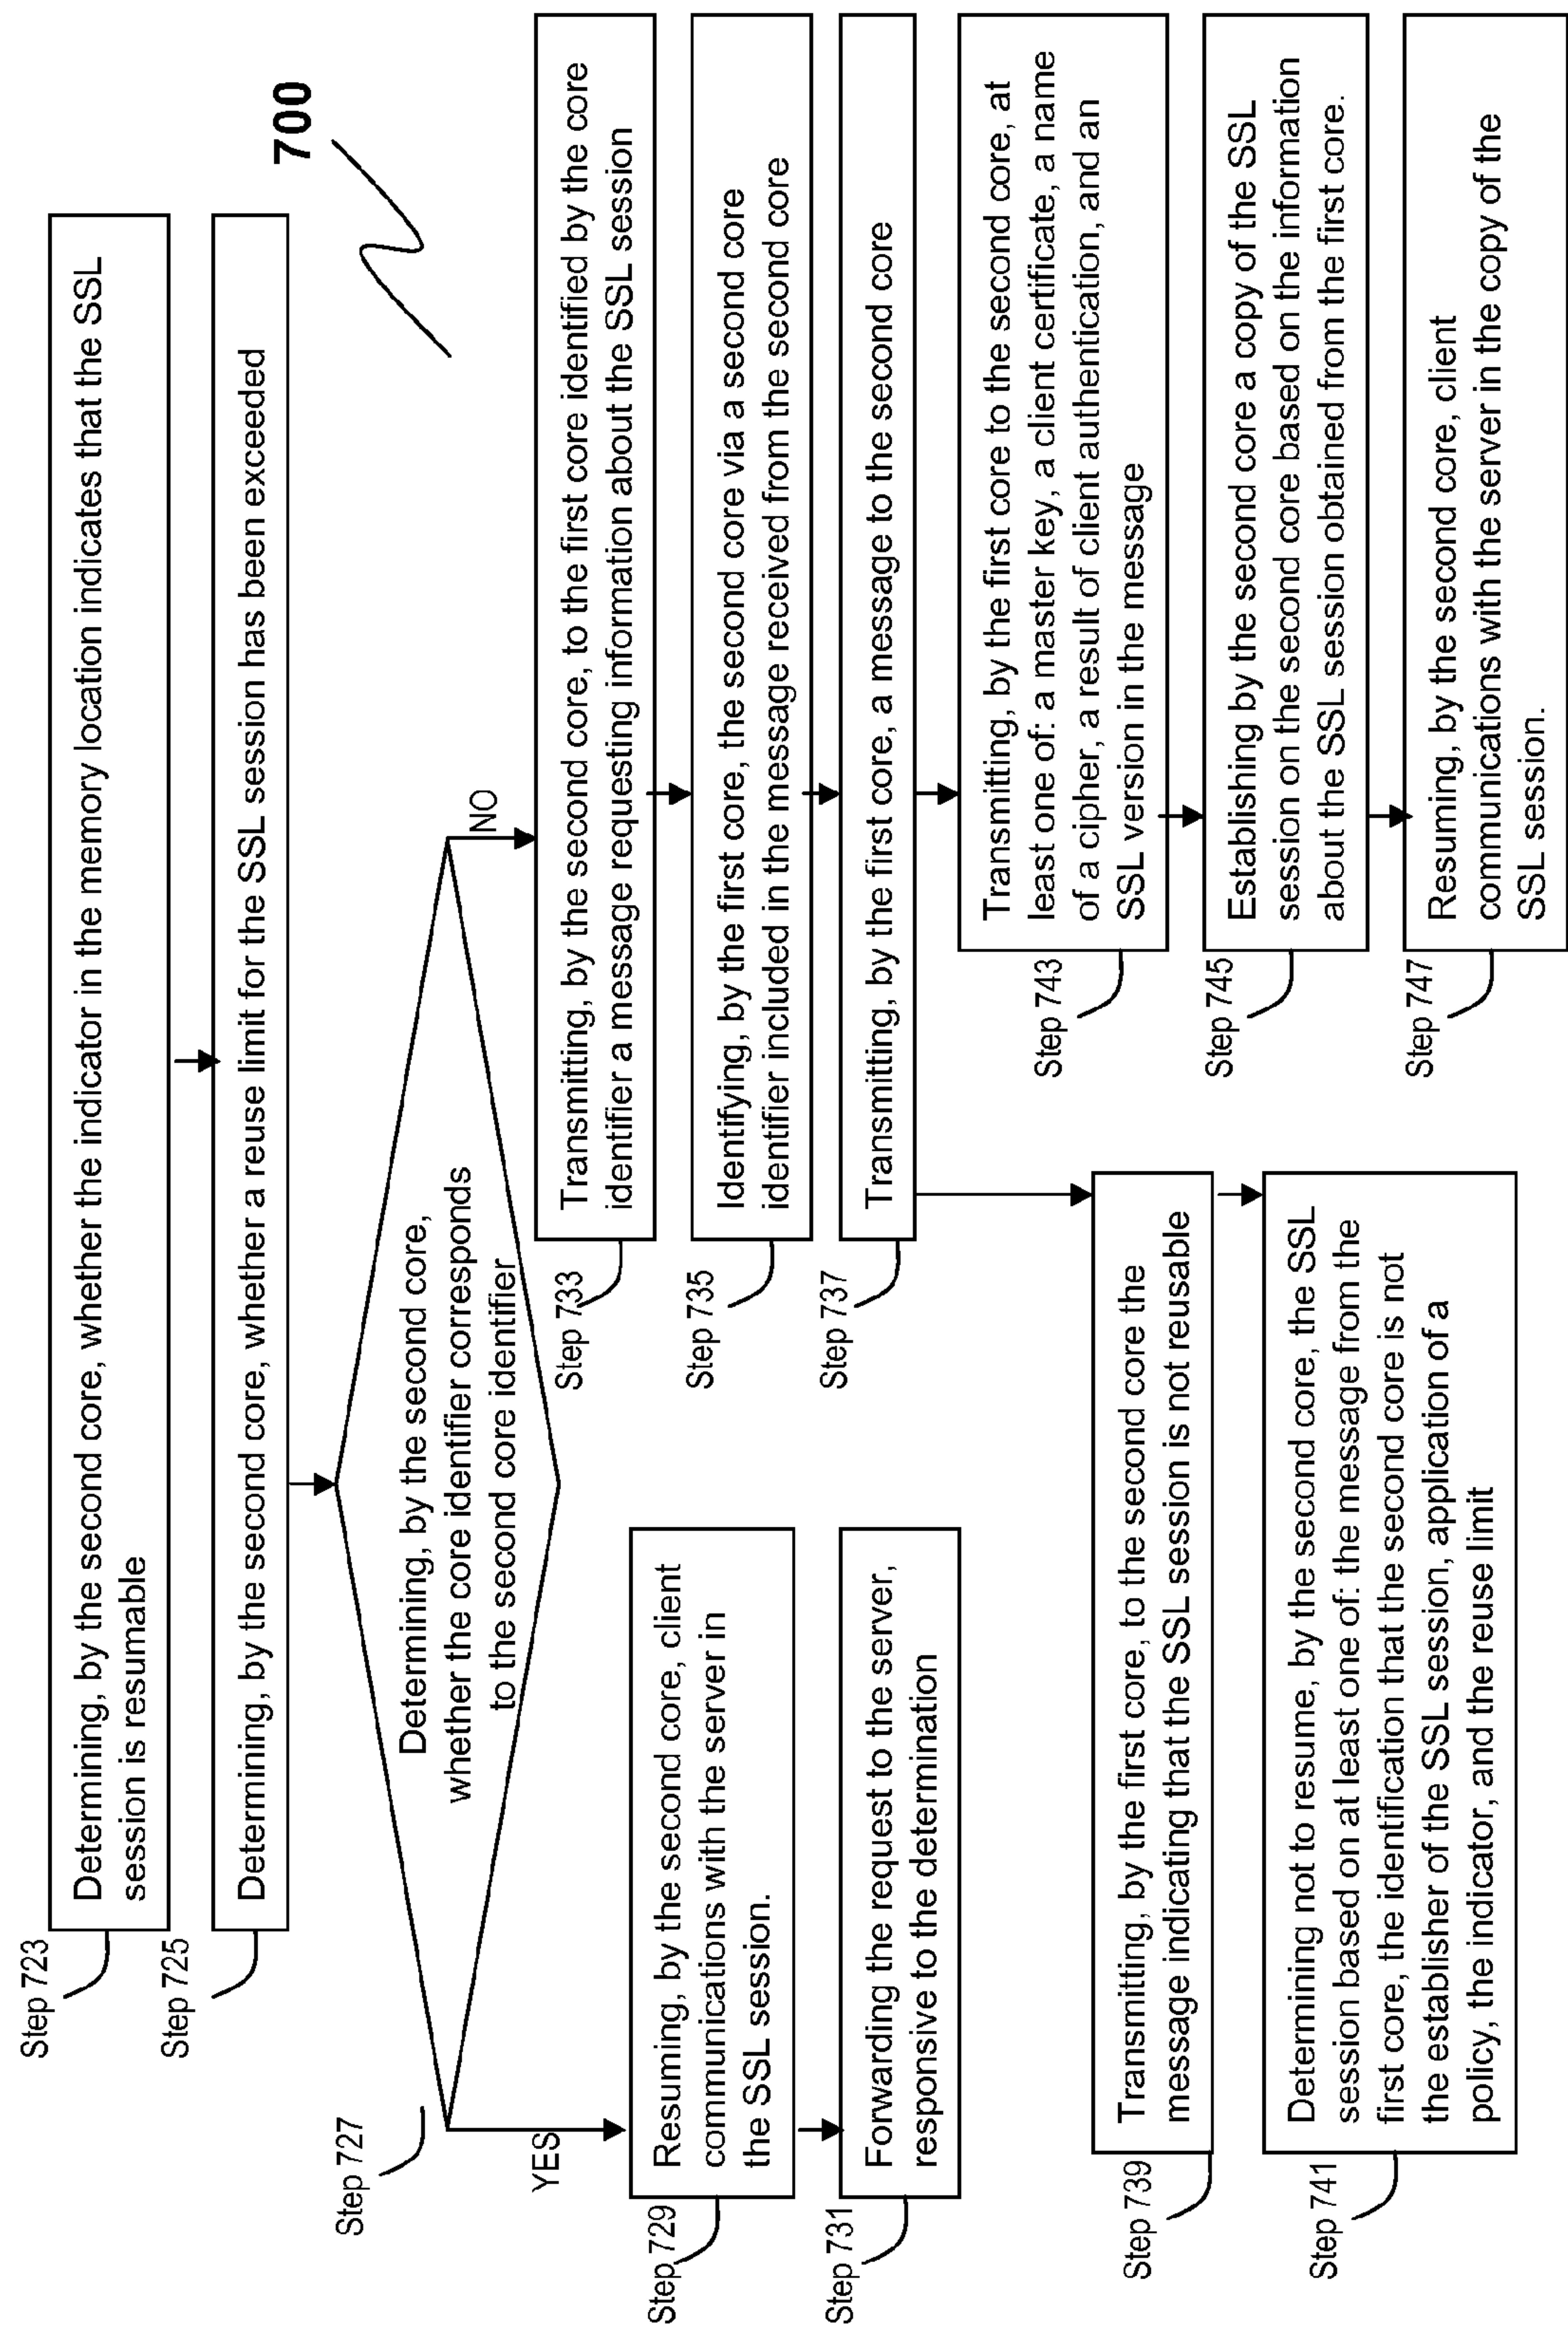 700
Step 723
Determining, by the second core, whether the indicator in the memory location indicates that the SSL
session is resumable
Step 725
Determining, by the second core, whether a reuse limit for the SSL session has been exceeded
Step 727
Determining, by the second core,
whether the core identifier corresponds
to the second core identifier
YES
NO
Step 729
Resuming, by the second core, client
communications with the server in
the SSL session.
Step 731
Forwarding the request to the server,
responsive to the determination
Step 733
Transmitting, by the second core, to the first core identified by the core
identifier a message requesting information about the SSL session
Step 735
Identifying, by the first core, the second core via a second core
identifier included in the message received from the second core
Step 737
Transmitting, by the first core, a message to the second core
Step 739
Transmitting, by the first core, to the second core the
message indicating that the SSL session is not reusable
Step 741
Determining not to resume, by the second core, the SSL
session based on at least one of: the message from the
first core, the identification that the second core is not
the establisher of the SSL session, application of a
policy, the indicator, and the reuse limit
Step 743
Transmitting, by the first core to the second core, at
least one of: a master key, a client certificate, a name
of a cipher, a result of client authentication, and an
SSL version in the message
Step 745
Establishing by the second core a copy of the SSL
session on the second core based on the information
about the SSL session obtained from the first core.
Step 747
Resuming, by the second core, client
communications with the server in the copy of the
SSL session.